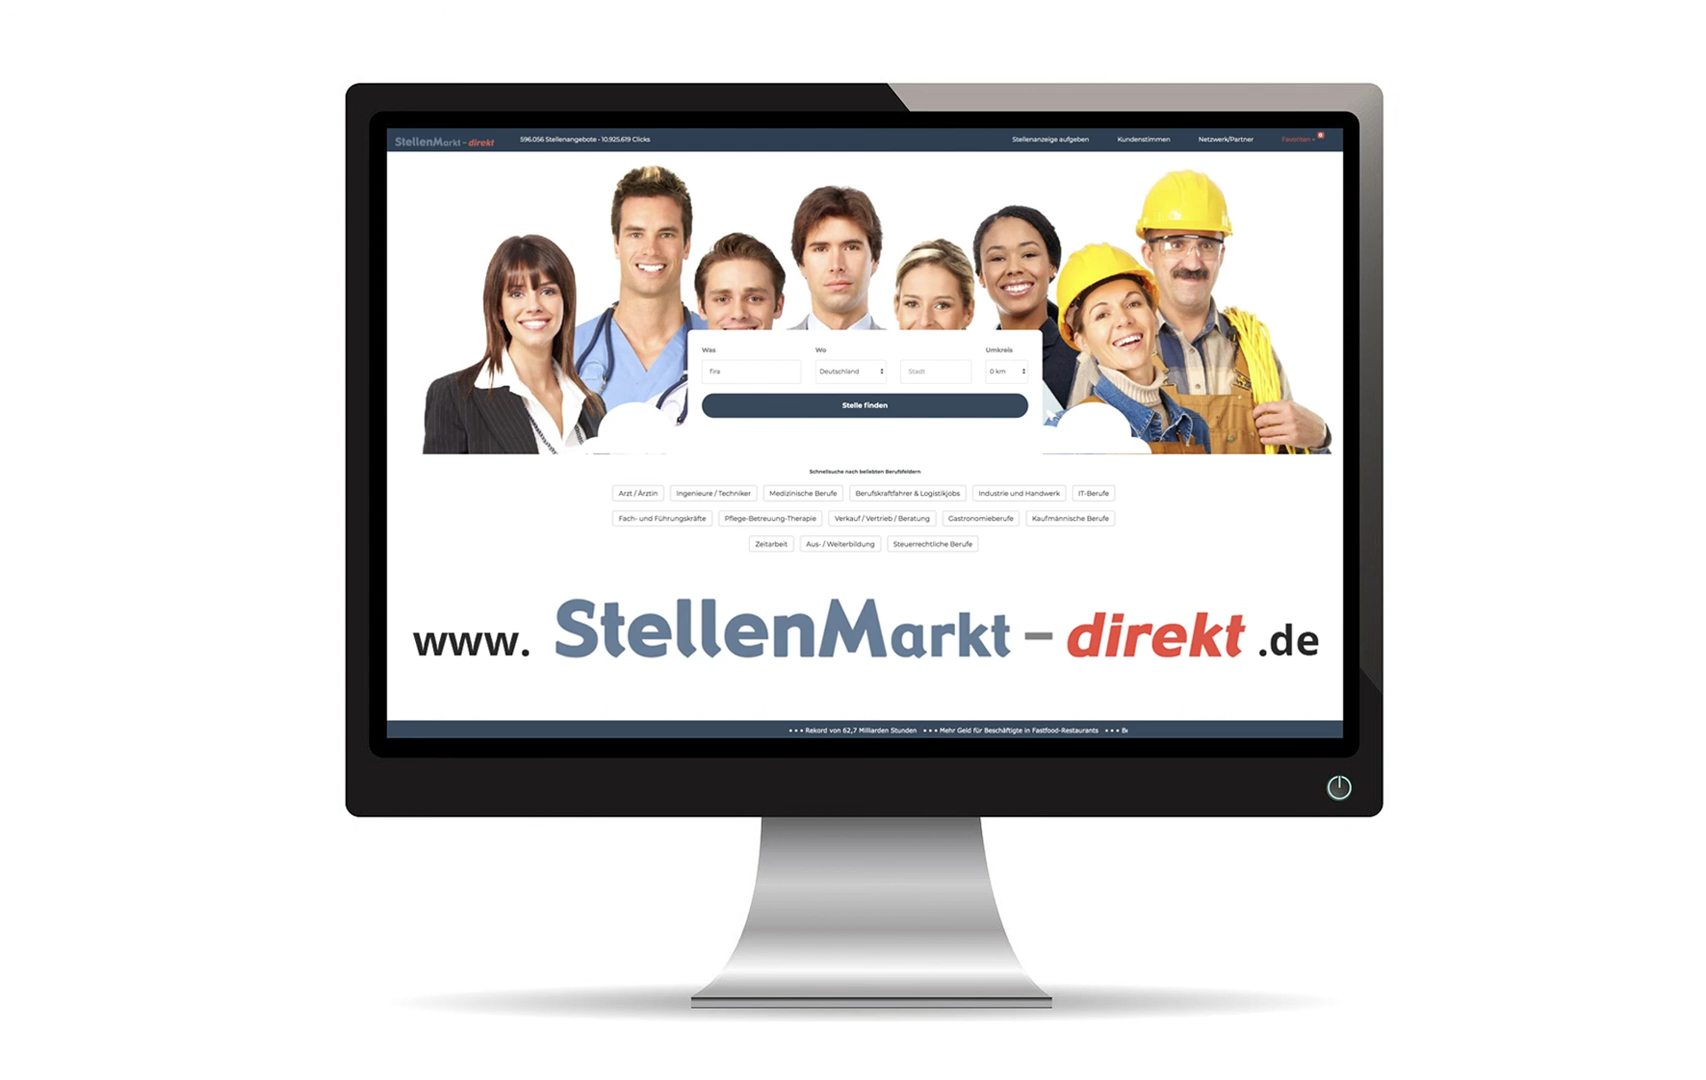 StellenMarkt-direkt 596.056 Stellenangebote • 10.925.619 Clicks Stellenanzeige aufgeben Kundenstimmen Netzwerk/Partner Favoriten
Was Wo Umkreis
fira Deutschland Stadt 0 km
Stelle finden
Schnellsuche nach beliebten Berufsfeldern
Arzt / Ärztin Ingenieure / Techniker Medizinische Berufe Berufskraftfahrer & Logistikjobs Industrie und Handwerk IT-Berufe
Fach- und Führungskräfte Pflege-Betreuung-Therapie Verkauf / Vertrieb / Beratung Gastronomieberufe Kaufmännische Berufe
Zeitarbeit Aus- / Weiterbildung Steuerrechtliche Berufe
www. StellenMarkt-direkt .de
• • • Rekord von 62,7 Milliarden Stunden • • • Mehr Geld für Beschäftigte in Fastfood-Restaurants • • •